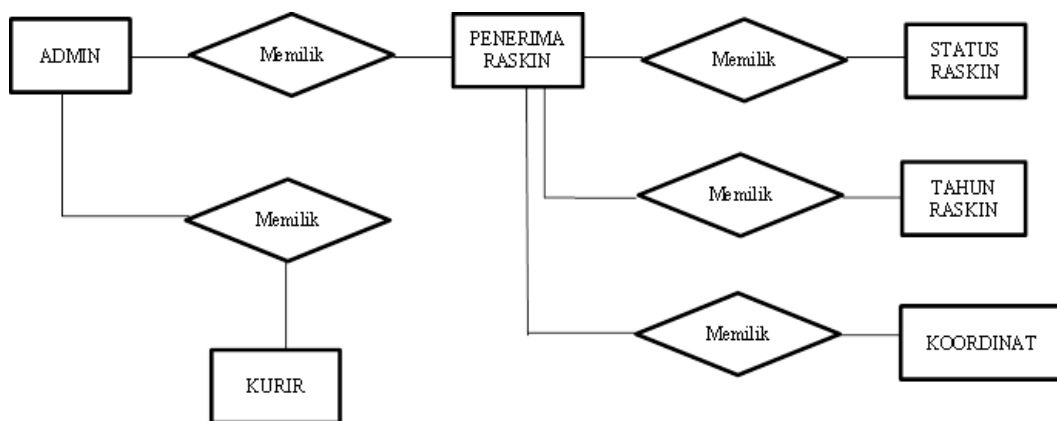 ADMIN
Memilik
PENERIMA
RASKIN
Memilik
STATUS
RASKIN
Memilik
TAHUN
RASKIN
Memilik
Memilik
KOORDINAT
KURIR